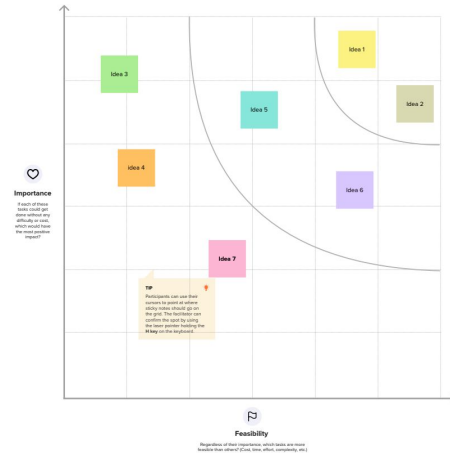 Idea 1
Idea 2
Idea 3
Idea 5
idea 4
Idea 6
Idea 7
TIP
Participants can use their
cursors to point at where
sticky notes should go on
the grid. The facilitator can
confirm the spot by using
the laser pointer holding the
H key on the keyboard.
Importance
If each of these
tasks could get
done without any
difficulty or cost,
which would have
the most positive
impact?
Feasibility
Regardless of their importance, which tasks are more
feasible than others? (Cost, time, effort, complexity, etc.)